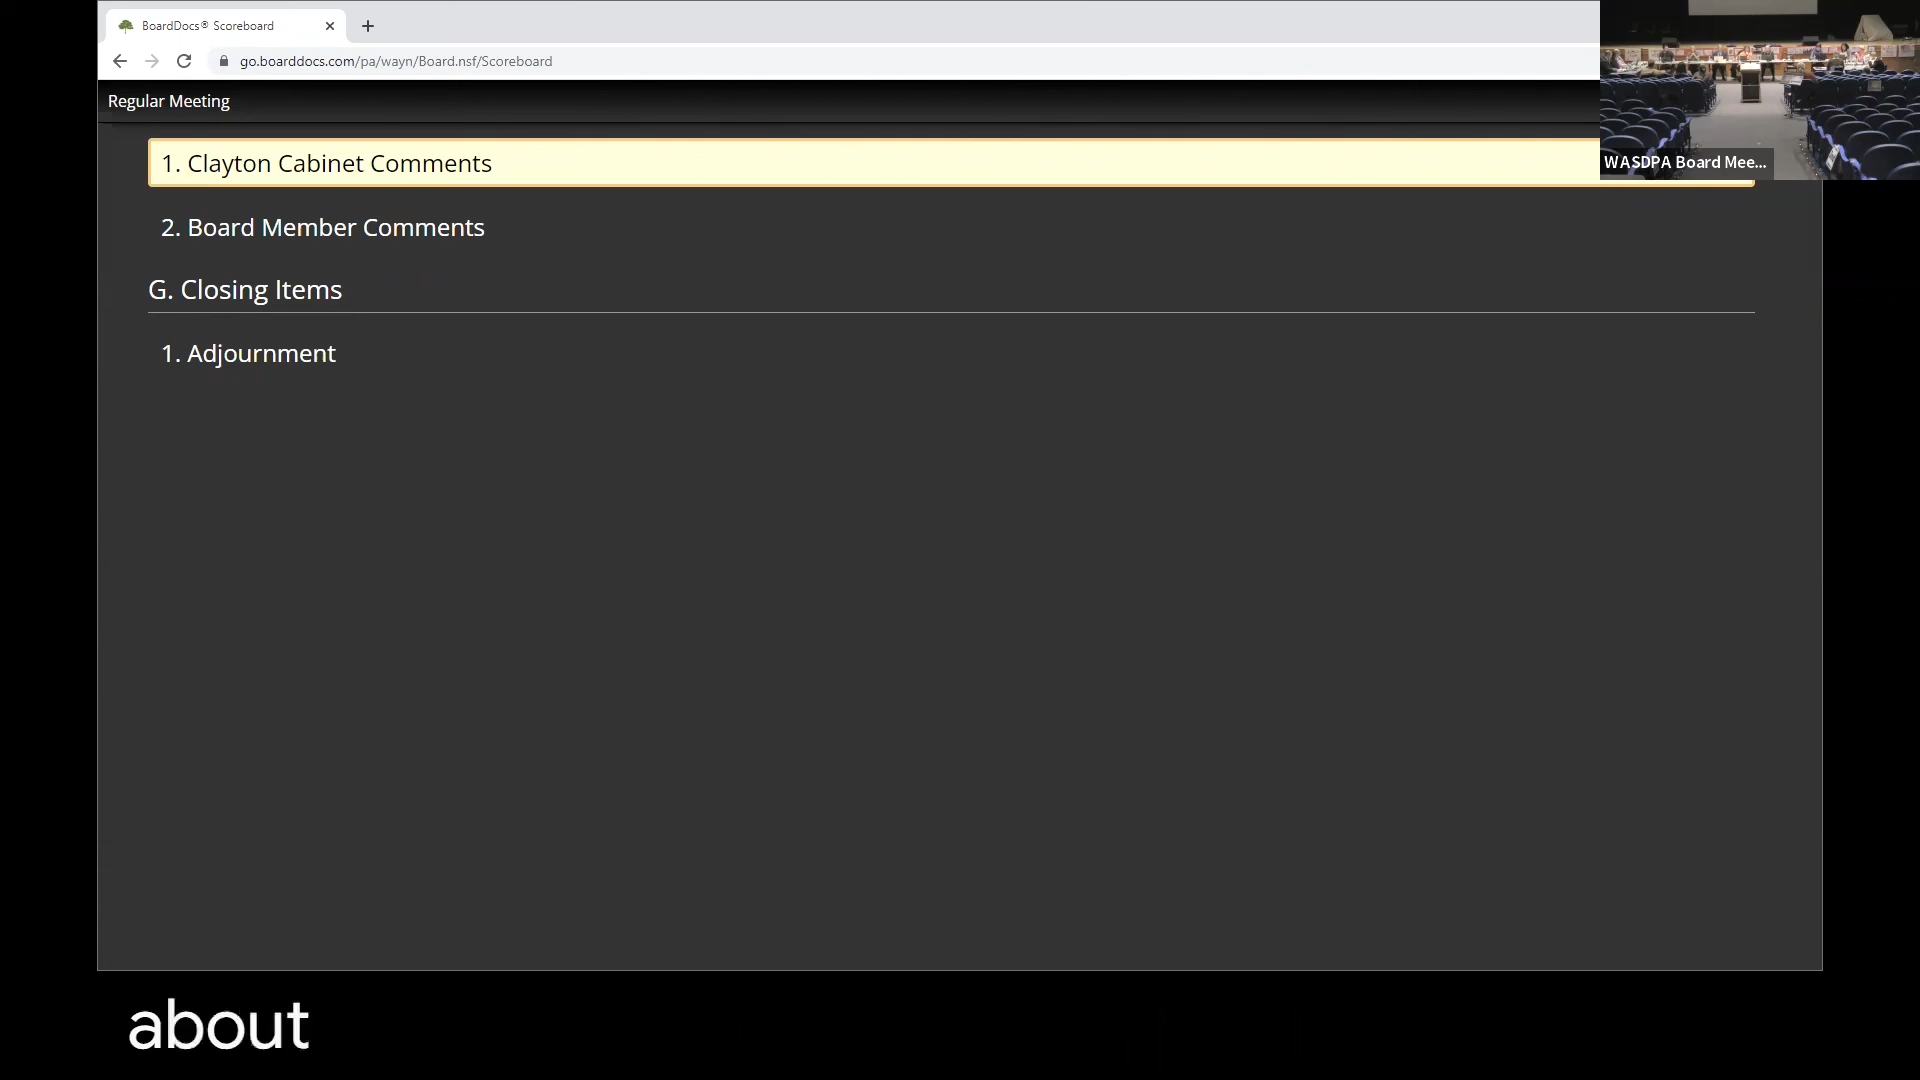 BoardDocs® Scoreboard
go.boarddocs.com/pa/wayn/Board.nsf/Scoreboard
Regular Meeting
1. Clayton Cabinet Comments
WASDPA Board Mee...
2. Board Member Comments
G. Closing Items
1. Adjournment
about